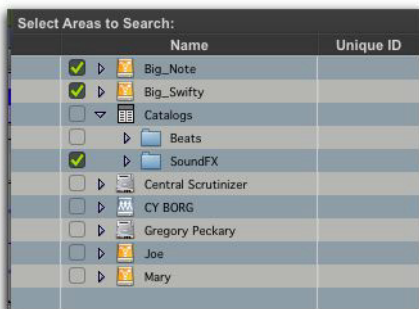 Select Areas to Search:
Name Unique ID
Big_Note
Big_Swifty
Catalogs
Beats
SoundFX
Central Scrutinizer
CY BORG
Gregory Peckary
Joe
Mary